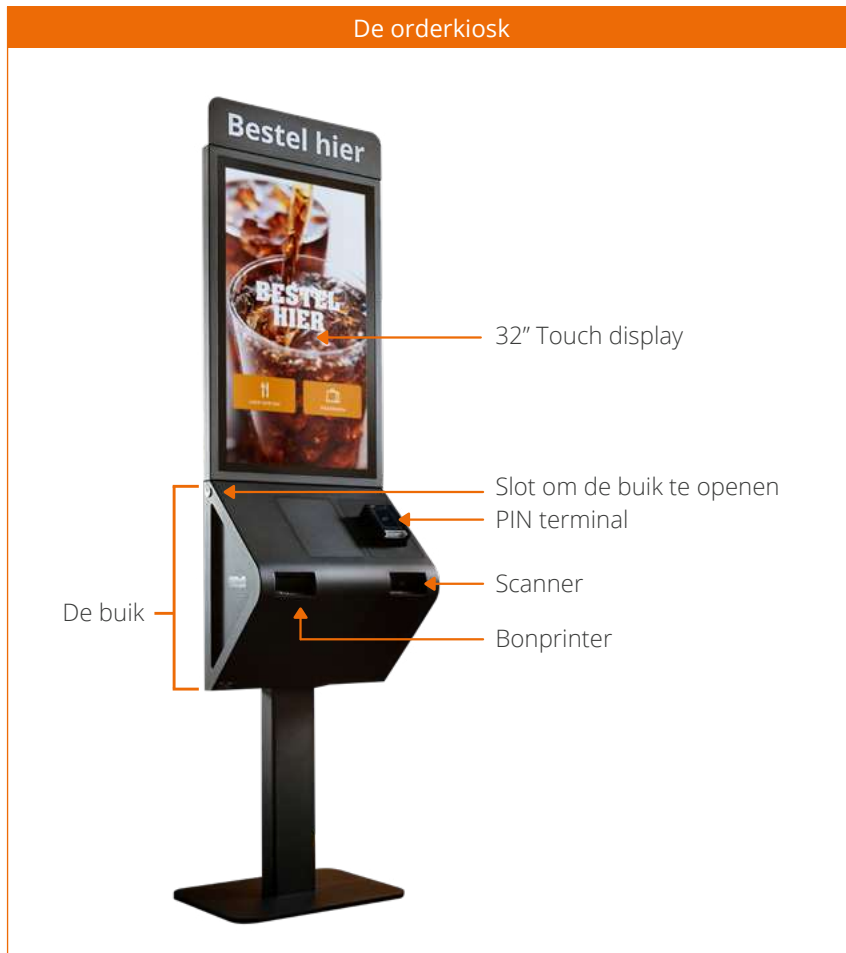 De orderkiosk
Bestel hier
BESTEL
HIER
32” Touch display
Slot om de buik te openen
PIN terminal
Scanner
De buik
Bonprinter